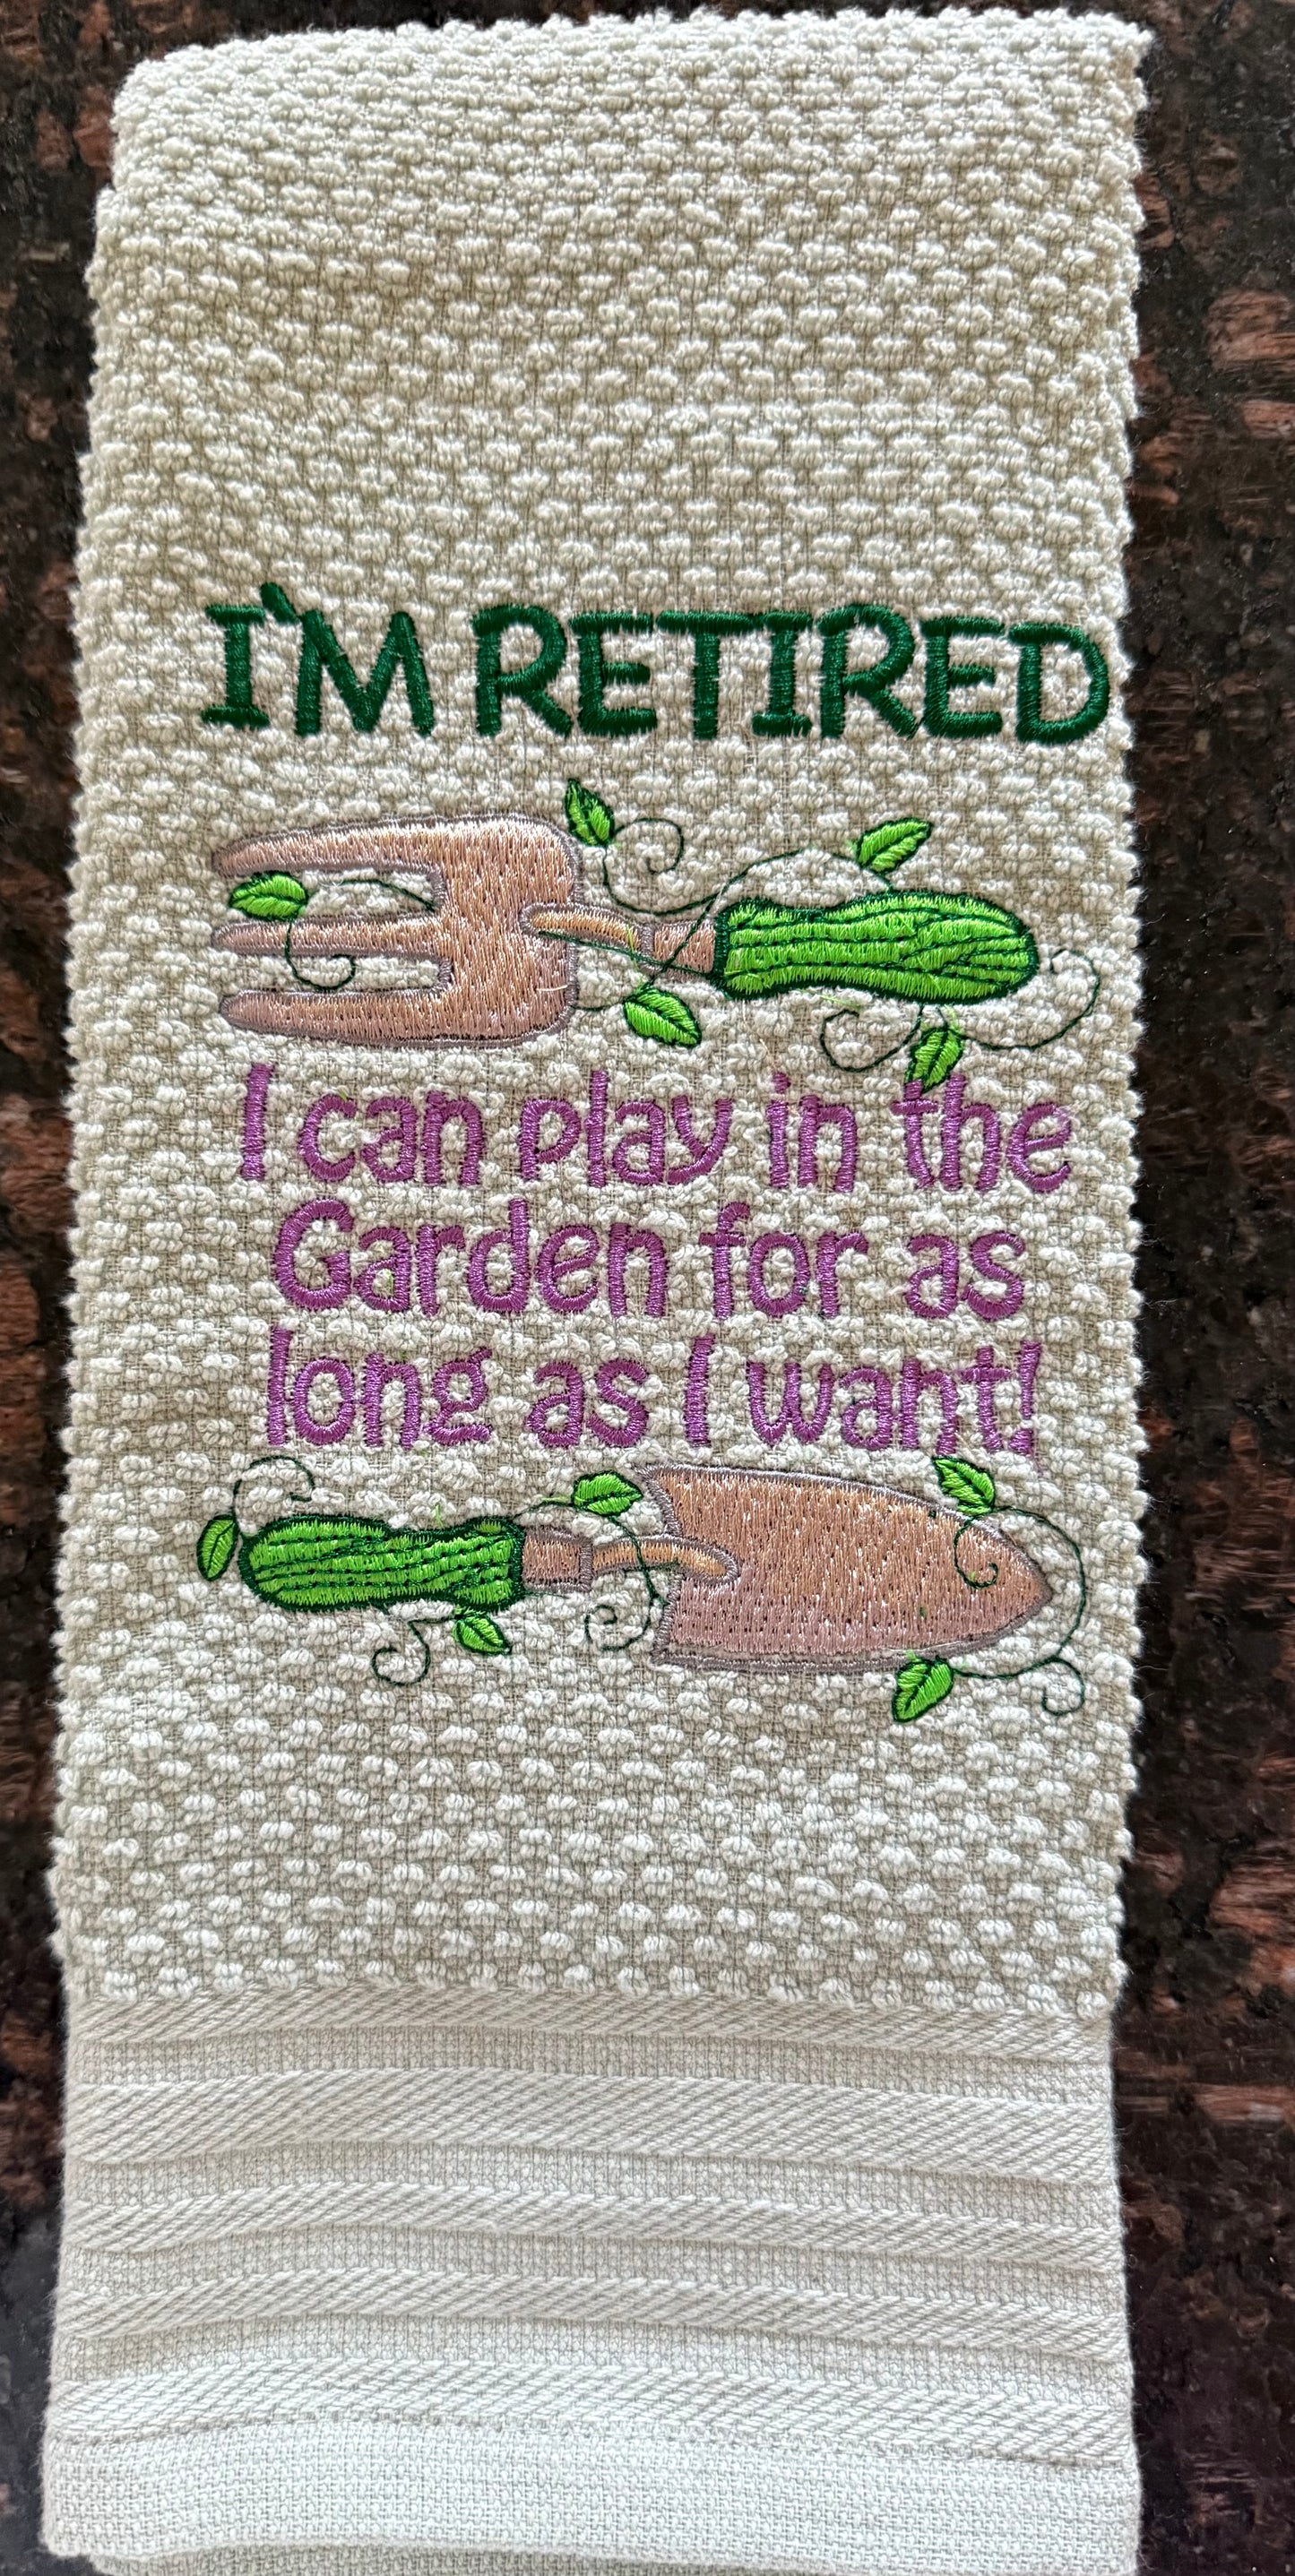 I'M RETIRED
I can play in the
Garden for as
long as I want!